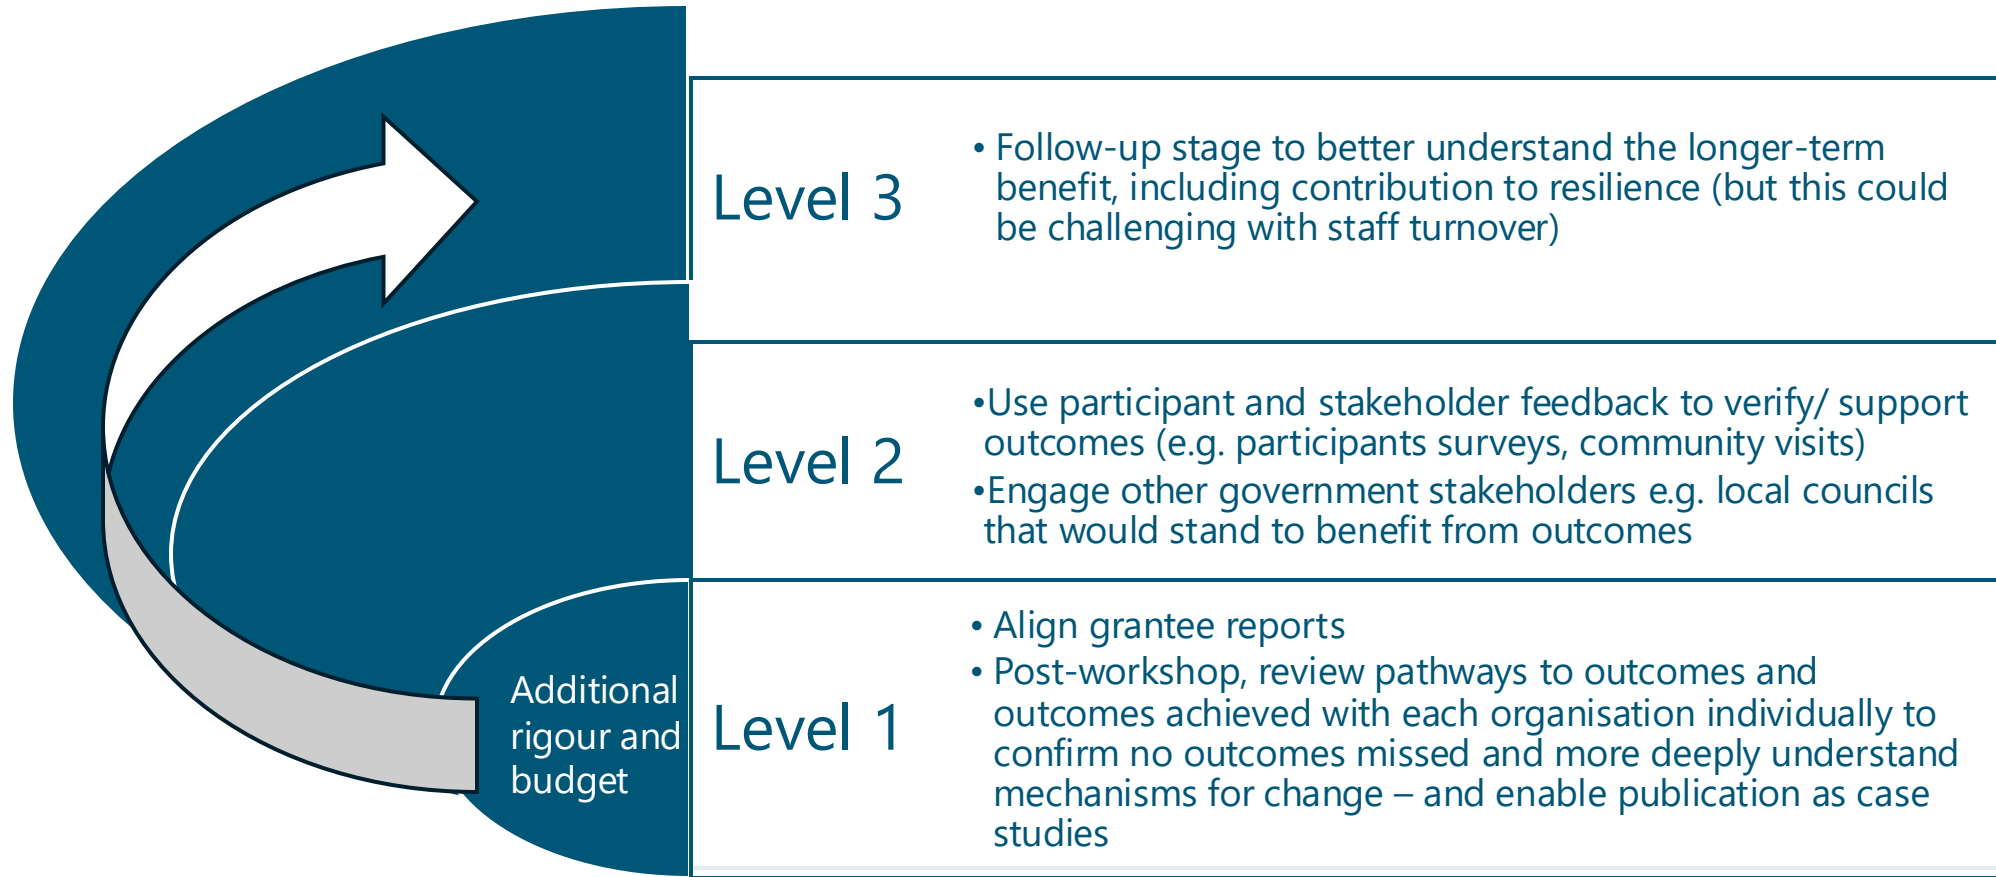 Level 3
• Follow-up stage to better understand the longer-term
benefit, including contribution to resilience (but this could
be challenging with staff turnover)
Level 2
•Use participant and stakeholder feedback to verify/ support
outcomes (e.g. participants surveys, community visits)
•Engage other government stakeholders e.g. local councils
that would stand to benefit from outcomes
Additional
rigour and
budget
Level 1
• Align grantee reports
• Post-workshop, review pathways to outcomes and
outcomes achieved with each organisation individually to
confirm no outcomes missed and more deeply understand
mechanisms for change – and enable publication as case
studies